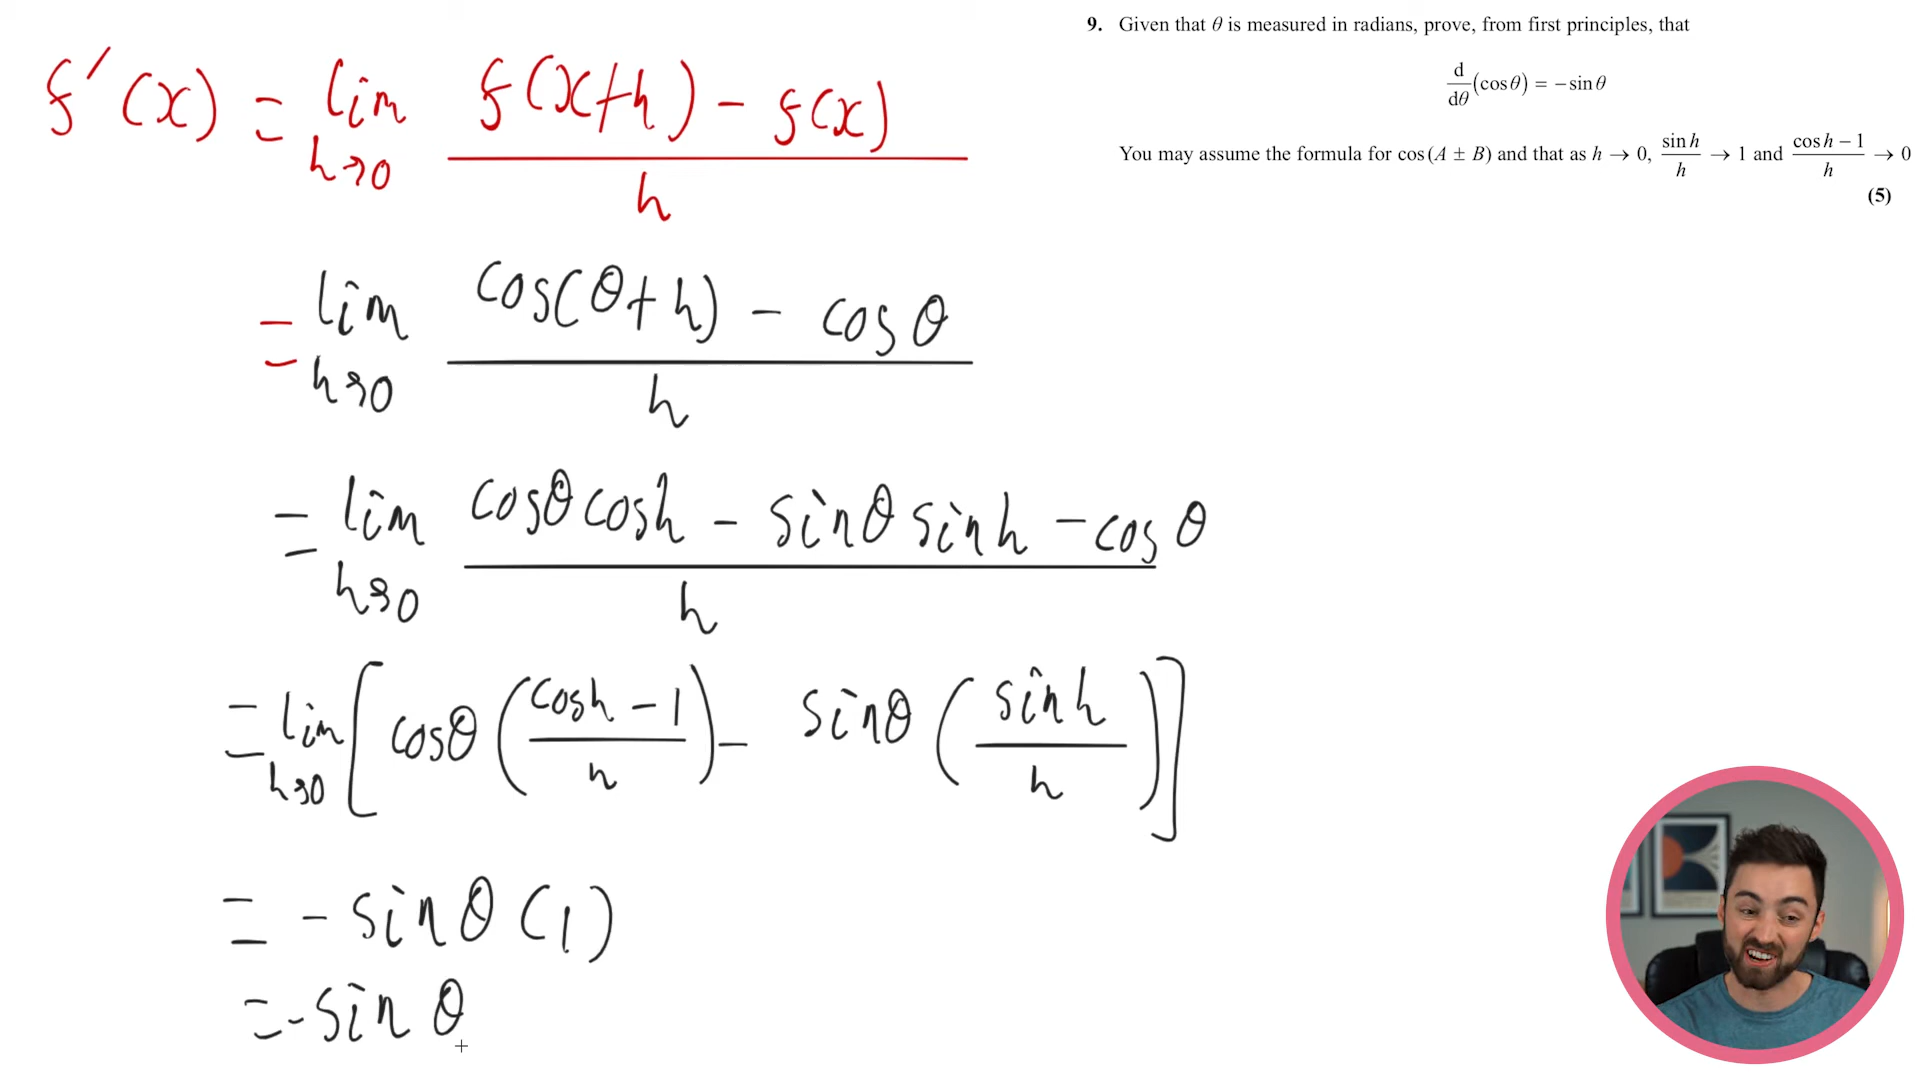 9. Given that θ is measured in radians, prove, from first principles, that
d/dθ (cos θ) = −sin θ
You may assume the formula for cos (A ± B) and that as h → 0, sin h / h → 1 and cos h − 1 / h → 0
(5)
f'(x) = lim h→0 f(x+h) − f(x) / h
= lim h→0 cos(θ+h) − cosθ / h
= lim h→0 cosθ cosh − sinθ sinh − cosθ / h
= lim h→0 [ cosθ ( cosh − 1 / h ) − sinθ ( sinh / h ) ]
= − sinθ (1)
= − sin θ